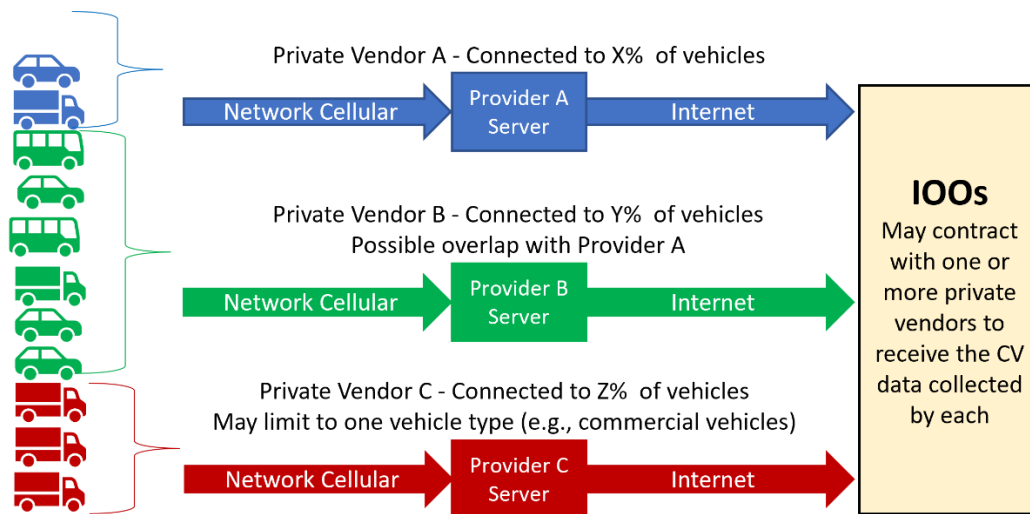 Private Vendor A - Connected to X% of vehicles
Network Cellular
Provider A
Server
Internet
Private Vendor B - Connected to Y% of vehicles
Possible overlap with Provider A
Network Cellular
Provider B
Server
Internet
Private Vendor C - Connected to Z% of vehicles
May limit to one vehicle type (e.g., commercial vehicles)
Network Cellular
Provider C
Server
Internet
IOOs
May contract
with one or
more private
vendors to
receive the CV
data collected
by each